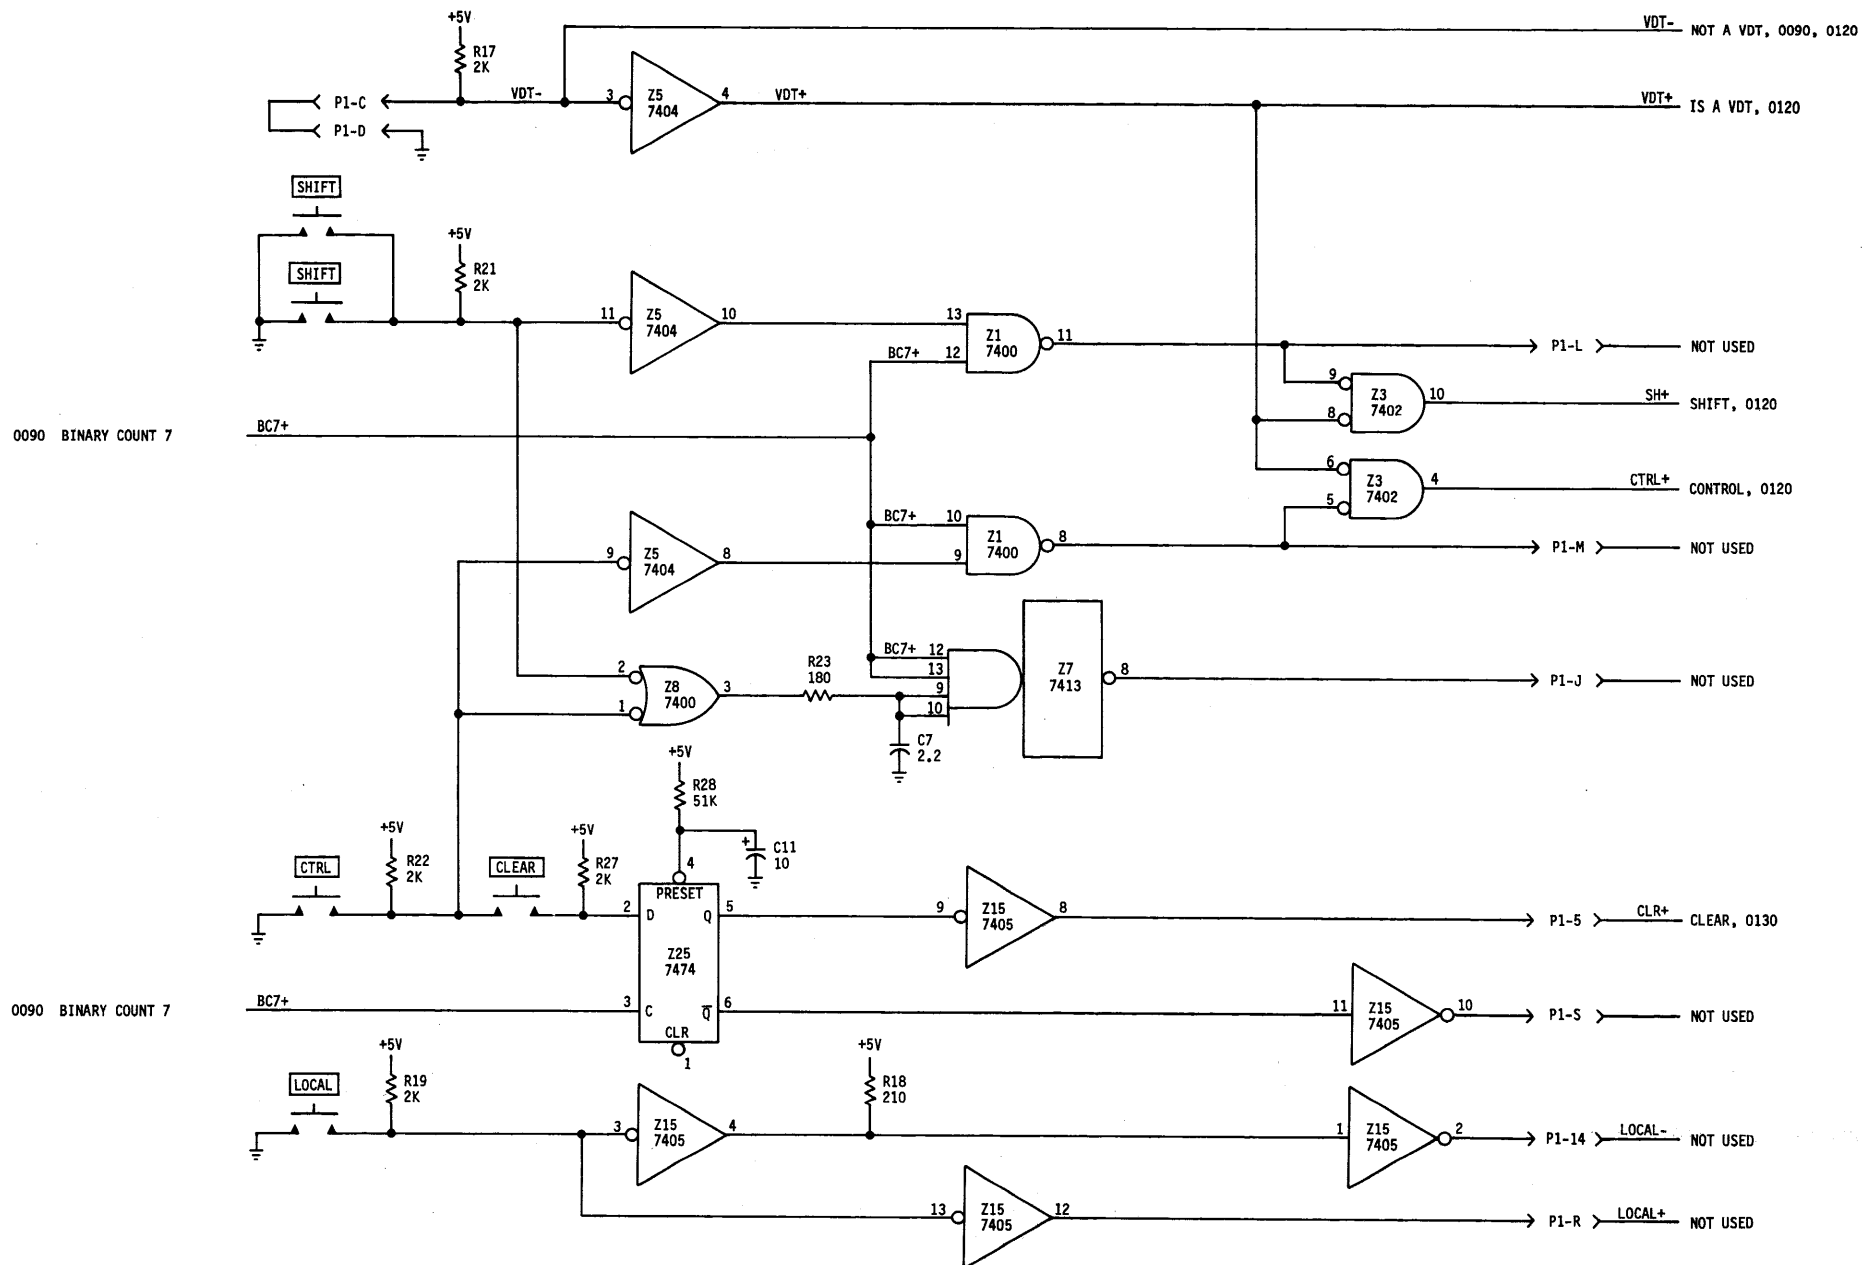 +5V
R17
2K
VDT- NOT A VDT, 0090, 0120
P1-C
VDT-
3
Z5
7404
4
VDT+
VDT+ IS A VDT, 0120
P1-D
SHIFT
+5V
R21
2K
SHIFT
11
Z5
7404
10
13
BC7+ 12
Z1
7400
11
P1-L
NOT USED
9
8
Z3
7402
10
SH+ SHIFT, 0120
0090 BINARY COUNT 7
BC7+
6
5
Z3
7402
4
CTRL+ CONTROL, 0120
BC7+ 10
9
Z1
7400
8
P1-M
NOT USED
9
Z5
7404
8
BC7+ 12
13
9
10
Z7
7413
8
P1-J
NOT USED
2
1
Z8
7400
3
R23
180
C7
2.2
+5V
R28
51K
+
C11
10
4
+5V
R22
2K
CTRL
CLEAR
+5V
R27
2K
PRESET
2
D
Q
5
Z25
7474
9
Z15
7405
8
P1-5
CLR+ CLEAR, 0130
0090 BINARY COUNT 7
BC7+
3
C
Q
6
CLR
1
11
Z15
7405
10
P1-S
NOT USED
+5V
R19
2K
LOCAL
3
Z15
7405
4
+5V
R18
210
1
Z15
7405
2
P1-14
LOCAL- NOT USED
13
Z15
7405
12
P1-R
LOCAL+ NOT USED